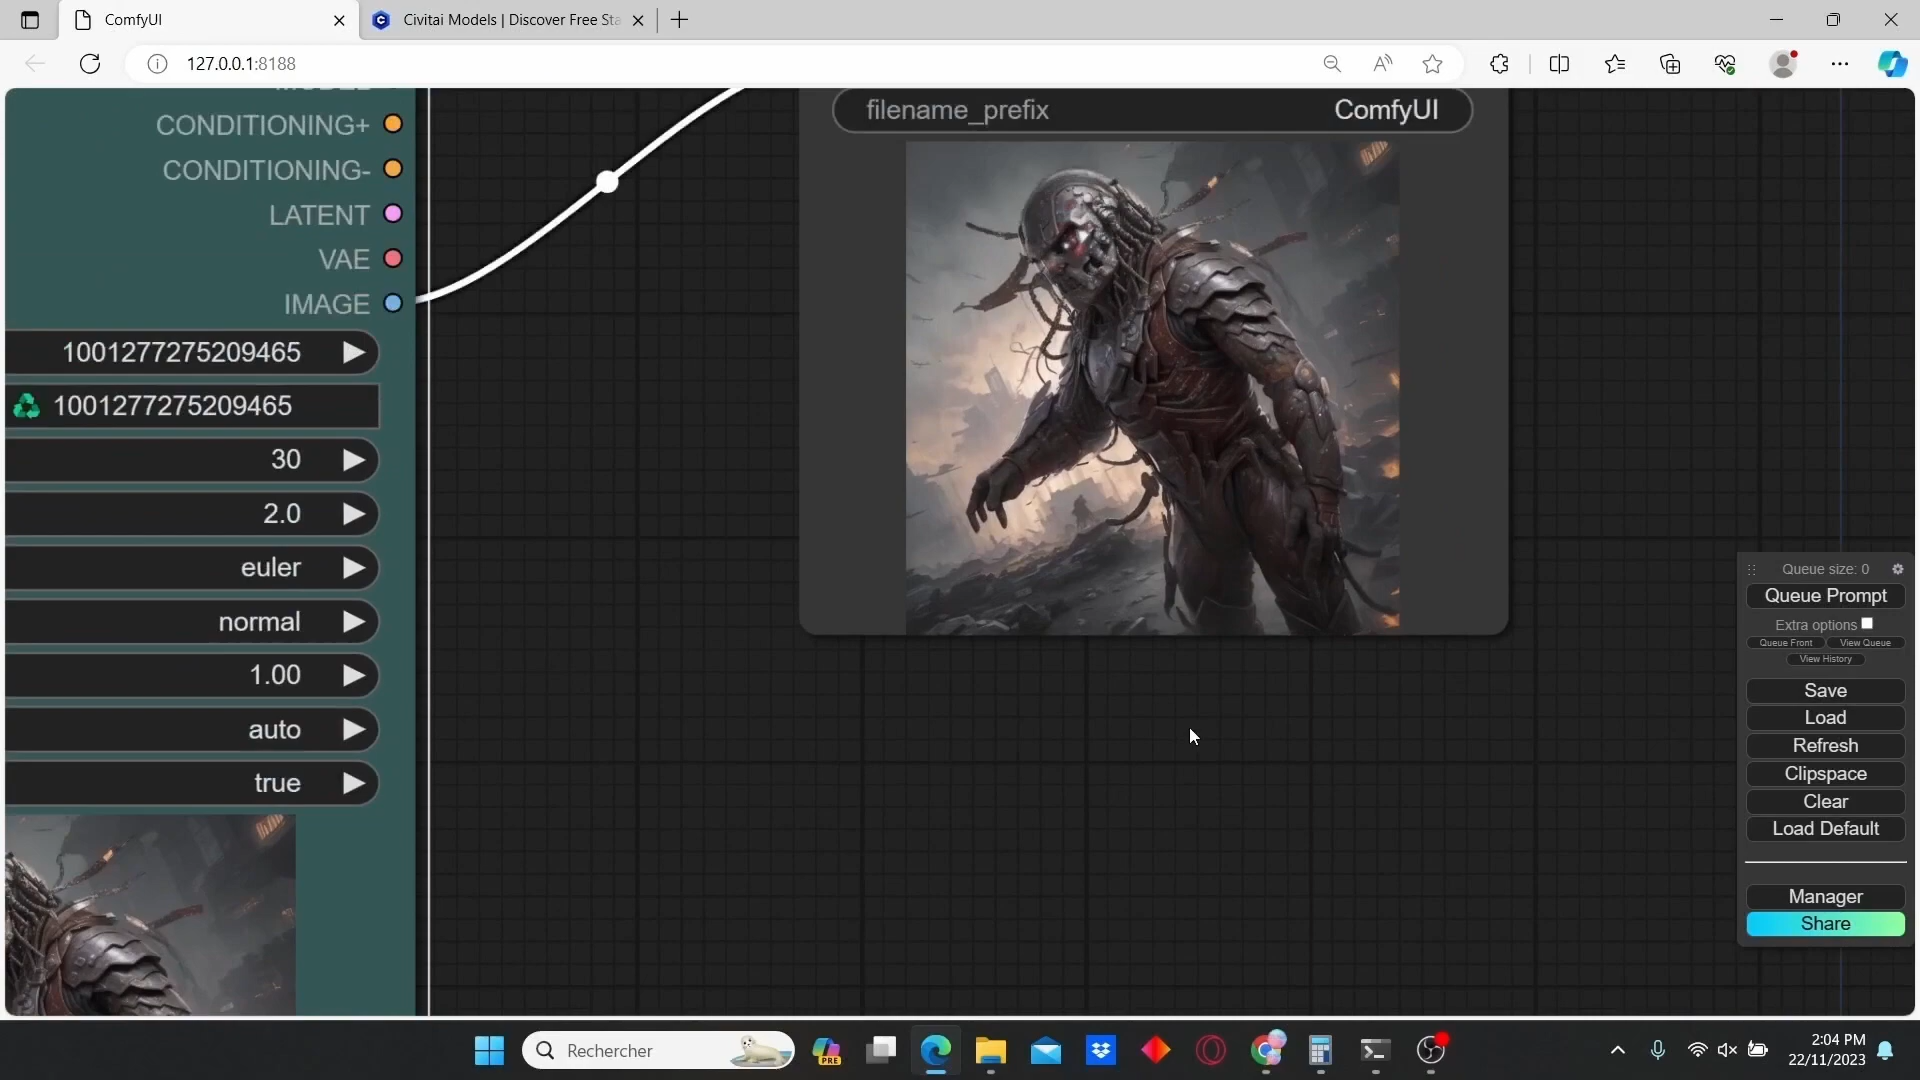 ComfyUI
Civitai Models | Discover Free Sta
127.0.0.1:8188
CONDITIONING+
CONDITIONING-
LATENT
VAE
IMAGE
1001277275209465
1001277275209465
30
2.0
euler
normal
1.00
auto
true
filename_prefix ComfyUI
Queue size: 0
Queue Prompt
Extra options
Queue Front View Queue
View History
Save
Load
Refresh
Clipspace
Clear
Load Default
Manager
Share
Rechercher
PRE
2:04 PM
22/11/2023